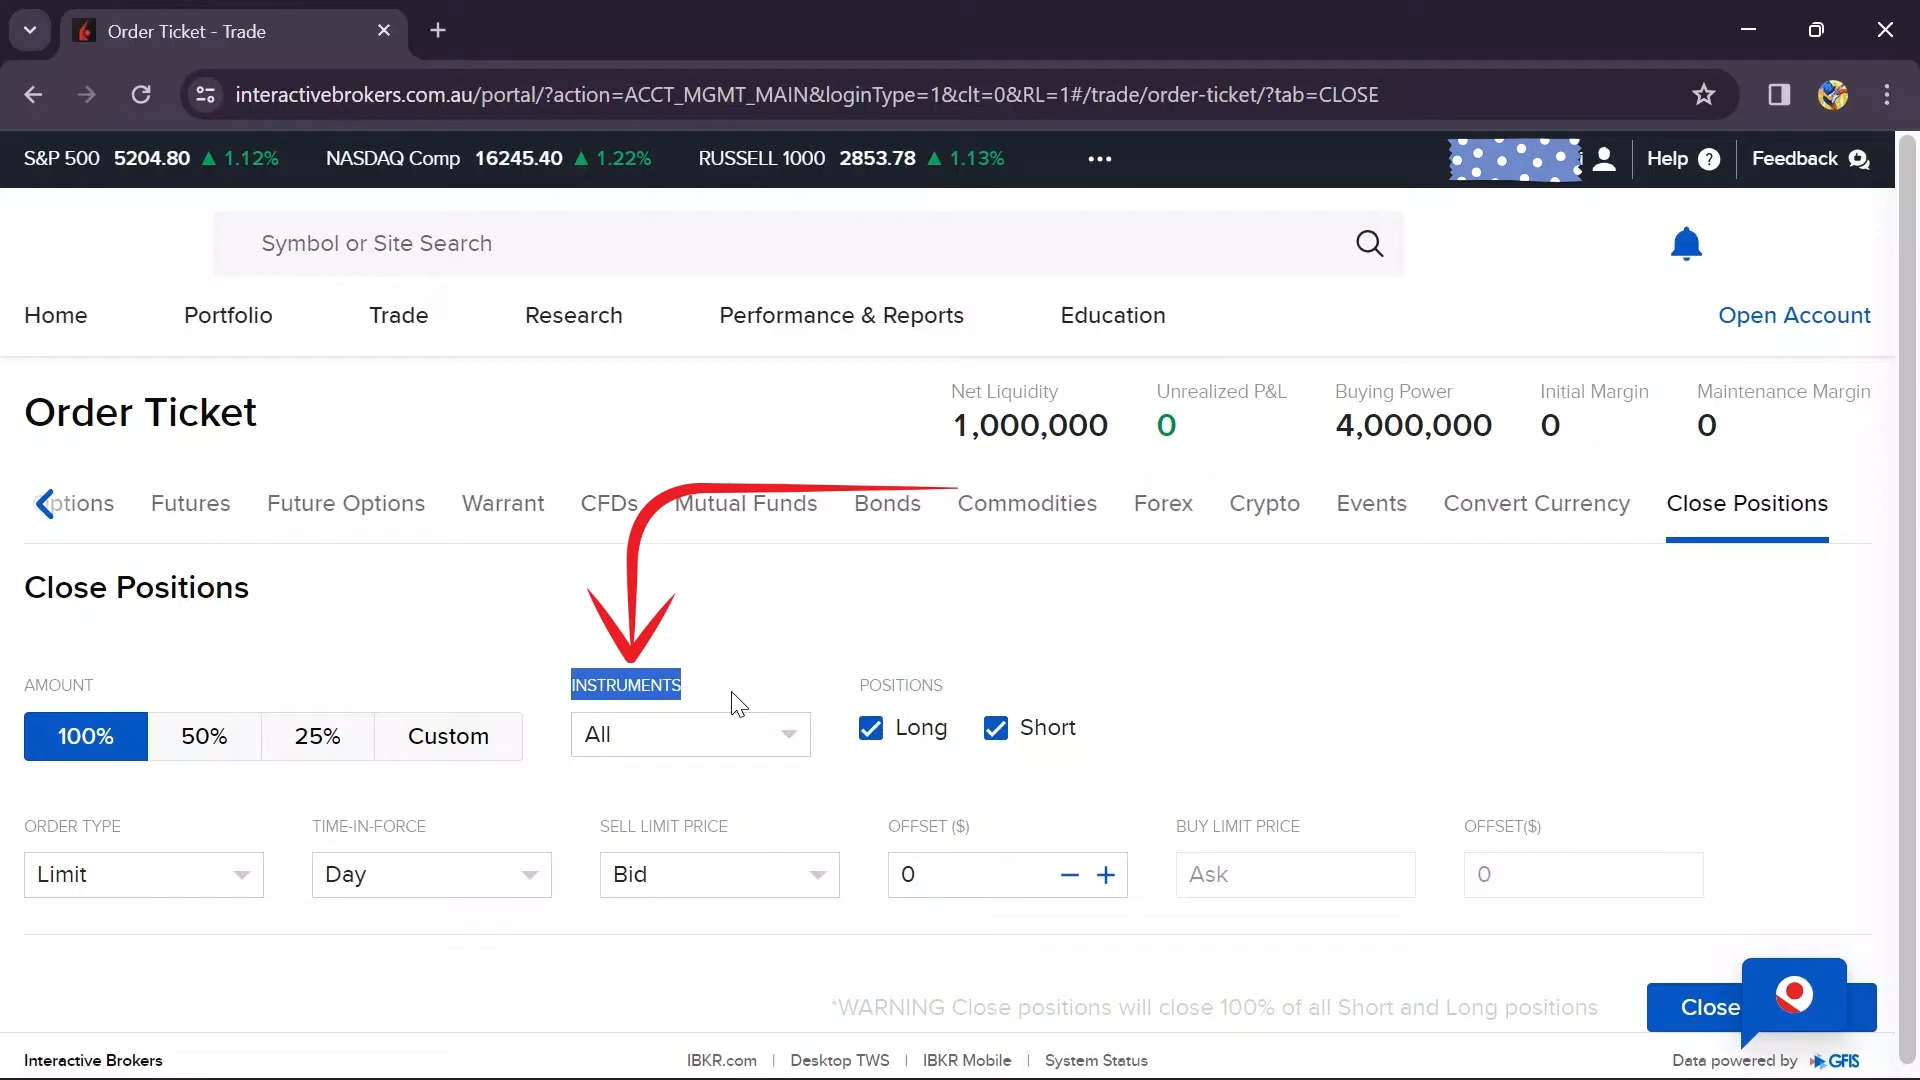 Order Ticket - Trade
interactivebrokers.com.au/portal/?action=ACCT_MGMT_MAIN&loginType=1&clt=0&RL=1#/trade/order-ticket/?tab=CLOSE
S&P 500 5204.80 ▲ 1.12% NASDAQ Comp 16245.40 ▲ 1.22% RUSSELL 1000 2853.78 ▲ 1.13% ••• Help ? Feedback
Symbol or Site Search
Home Portfolio Trade Research Performance & Reports Education Open Account
Order Ticket
Net Liquidity Unrealized P&L Buying Power Initial Margin Maintenance Margin
1,000,000 0 4,000,000 0 0
ptions Futures Future Options Warrant CFDs Mutual Funds Bonds Commodities Forex Crypto Events Convert Currency Close Positions
Close Positions
AMOUNT INSTRUMENTS POSITIONS
100% 50% 25% Custom All Long Short
ORDER TYPE TIME-IN-FORCE SELL LIMIT PRICE OFFSET ($) BUY LIMIT PRICE OFFSET($)
Limit Day Bid 0 − + Ask 0
*WARNING Close positions will close 100% of all Short and Long positions Close
Interactive Brokers IBKR.com | Desktop TWS | IBKR Mobile | System Status Data powered by GFIS